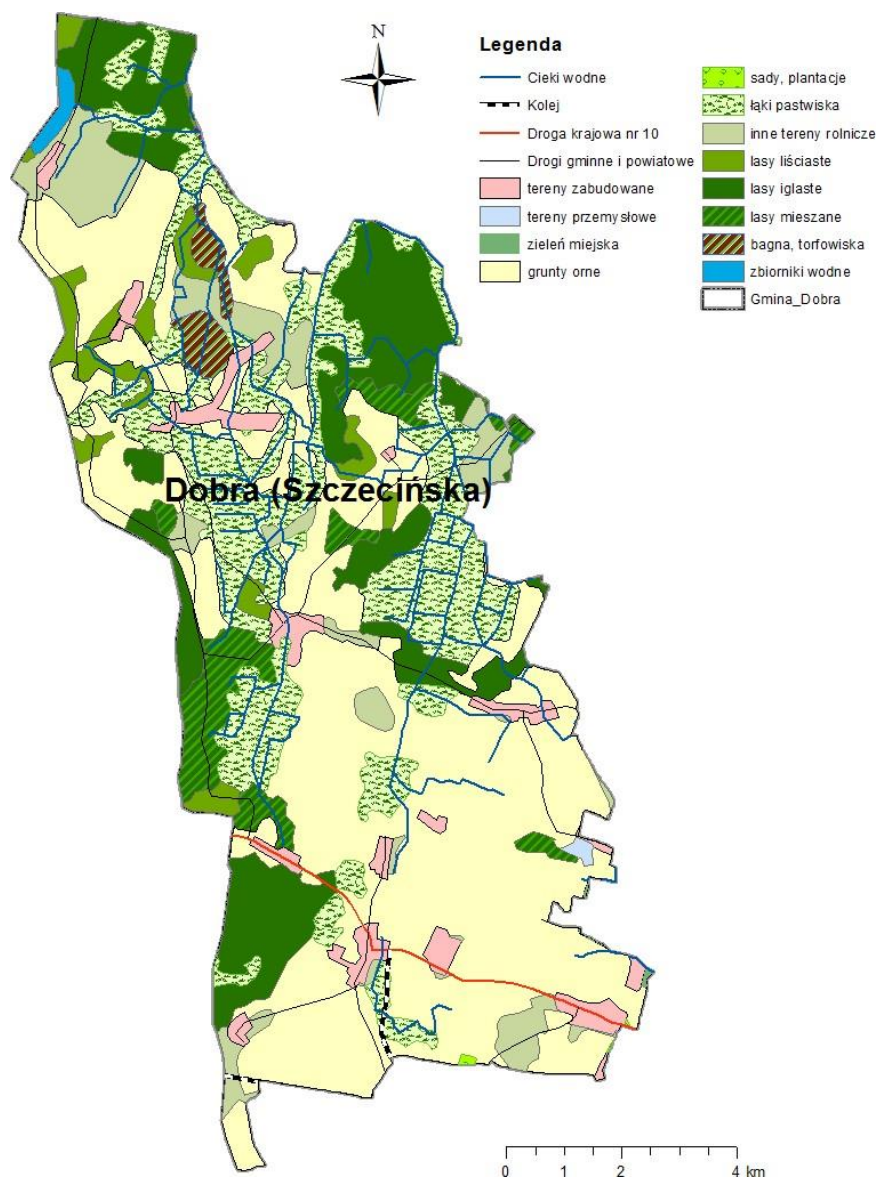 N
Legenda
Cieki wodne
Kolej
Droga krajowa nr 10
Drogi gminne i powiatowe
tereny zabudowane
tereny przemysłowe
zieleń miejska
grunty orne
sady, plantacje
łąki pastwiska
inne tereny rolnicze
lasy liściaste
lasy iglaste
lasy mieszane
bagna, torfowiska
zbiorniki wodne
Gmina_Dobra
Dobra (Szczecińska)
0 1 2 4 km